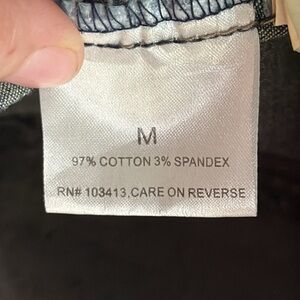 M
97% COTTON 3% SPANDEX
RN# 103413,CARE ON REVERSE